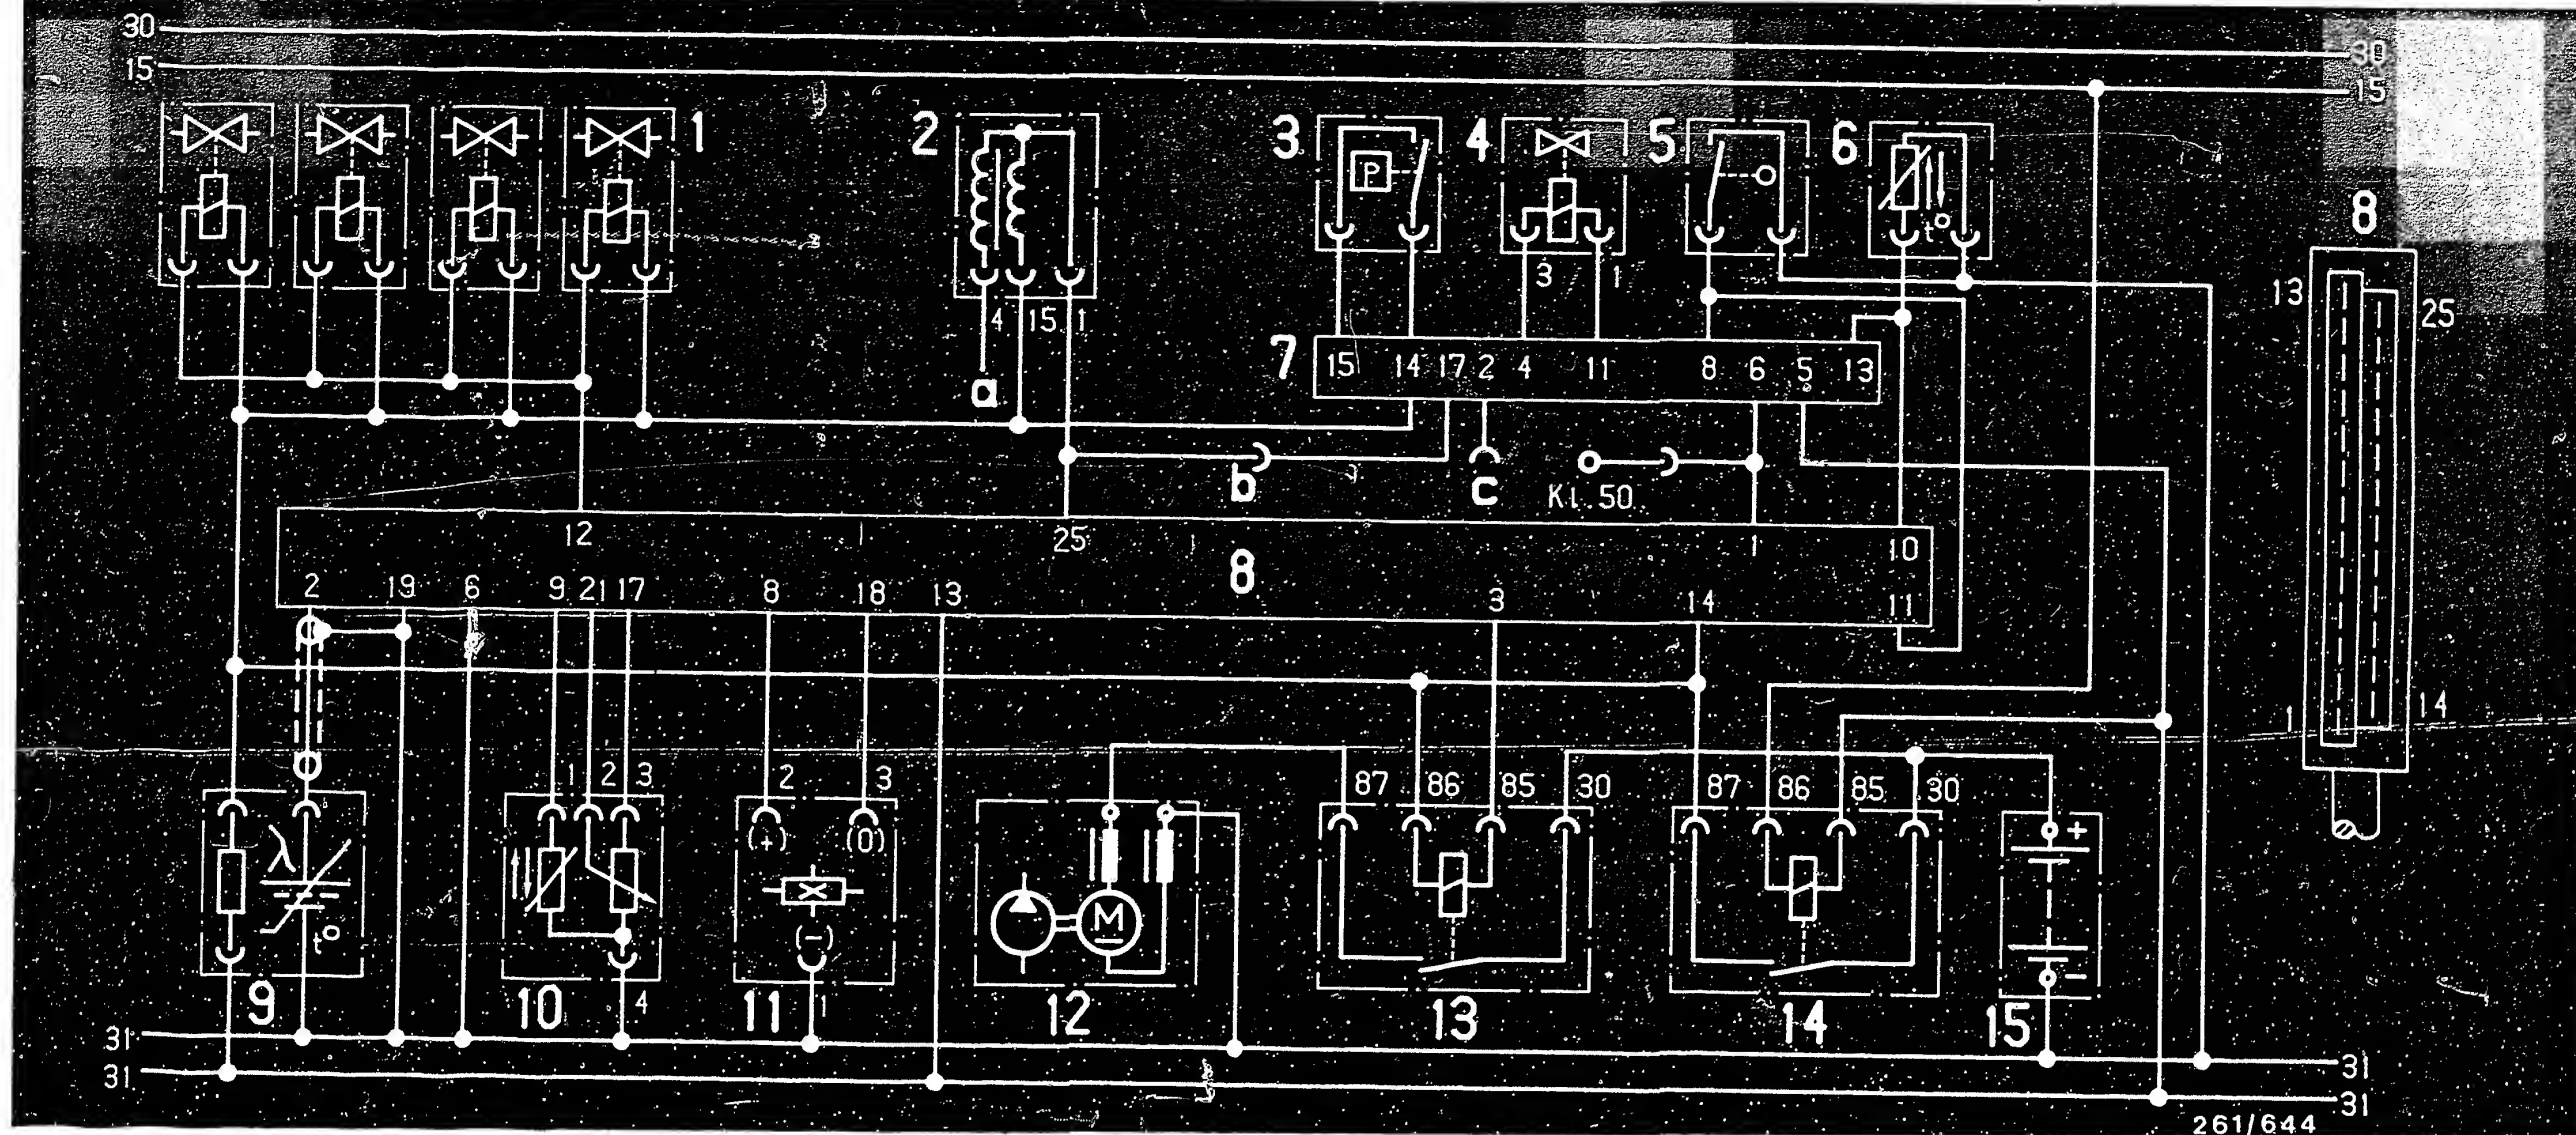 30 30
15 15
1 2 3 4 5 6
P
t°
8
3 1
4 15 1
13 25
7 15 14 17 2 4 11 8 6 5 13
a
b c Kl. 50
12 25 1 10
8
2 19 6 9 21 17 8 18 13 3 14 11
1 14
1 2 3 2 3 87 86 85 30 87 86 85 30
(+) (0) +
λ
M
t° (-) -
9 10 4 11 1 12 13 14 15
31 31
31 31
261/644